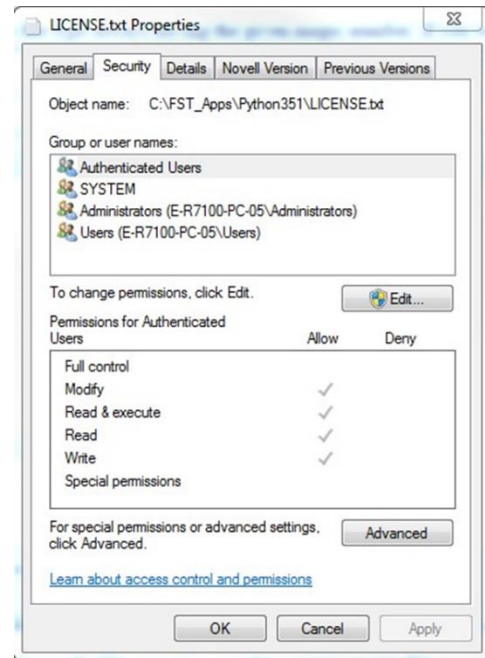 LICENSE.txt Properties
General Security Details Novell Version Previous Versions
Object name: C:\FST_Apps\Python351\LICENSE.txt
Group or user names:
Authenticated Users
SYSTEM
Administrators (E-R7100-PC-05\Administrators)
Users (E-R7100-PC-05\Users)
To change permissions, click Edit.
Edit...
Permissions for Authenticated
Users Allow Deny
Full control
Modify
Read & execute
Read
Write
Special permissions
For special permissions or advanced settings,
click Advanced.
Advanced
Learn about access control and permissions
OK Cancel Apply